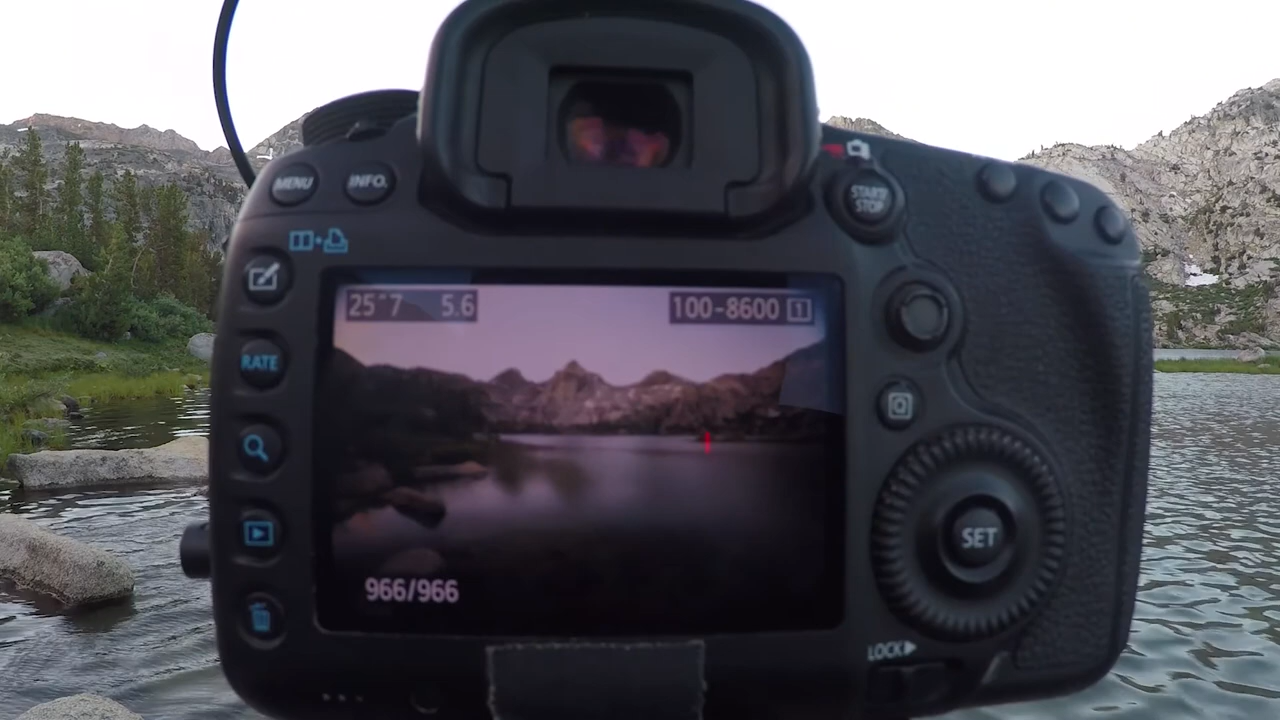 MENU
INFO.
START/
STOP
25"7 5.6
100-8600 1
RATE
Q
SET
966/966
LOCK